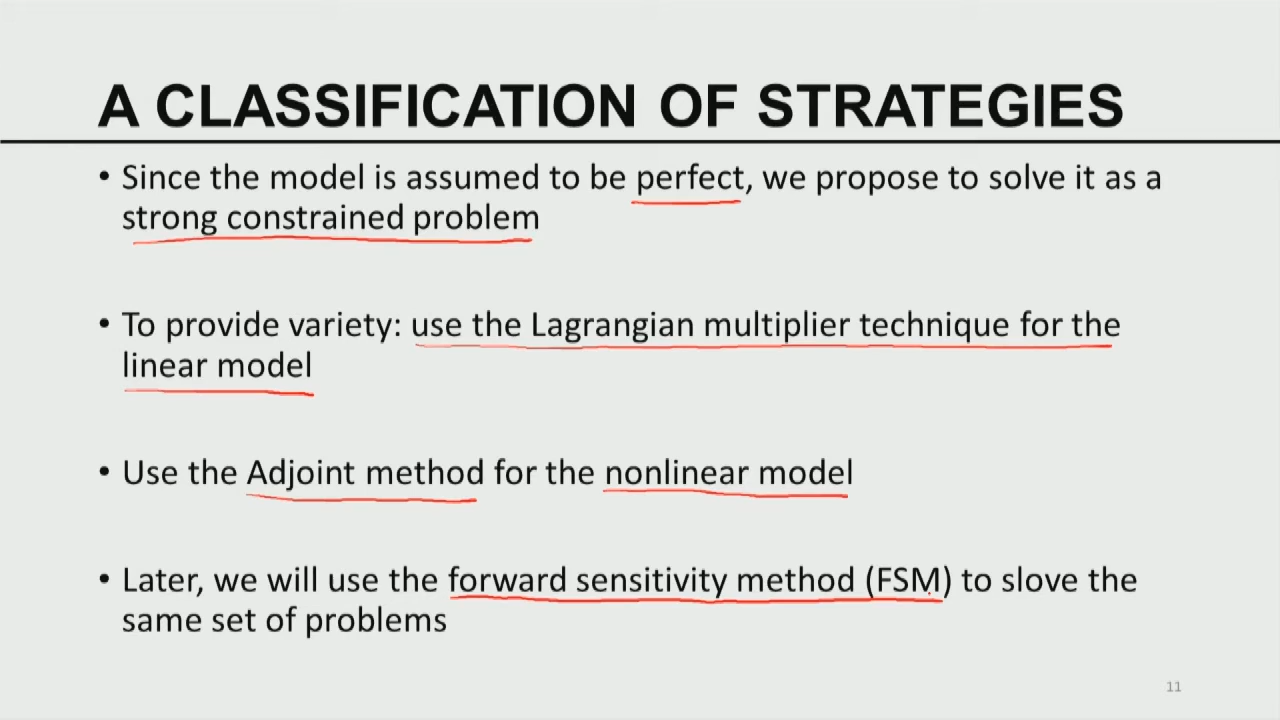 A CLASSIFICATION OF STRATEGIES
• Since the model is assumed to be perfect, we propose to solve it as a
strong constrained problem
• To provide variety: use the Lagrangian multiplier technique for the
linear model
• Use the Adjoint method for the nonlinear model
• Later, we will use the forward sensitivity method (FSM) to slove the
same set of problems
11